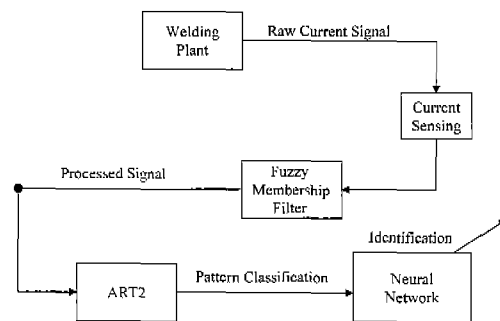 Welding
Plant
Raw Current Signal
Current
Sensing
Fuzzy
Membership
Filter
Processed Signal
Identification
ART2
Pattern Classification
Neural
Network